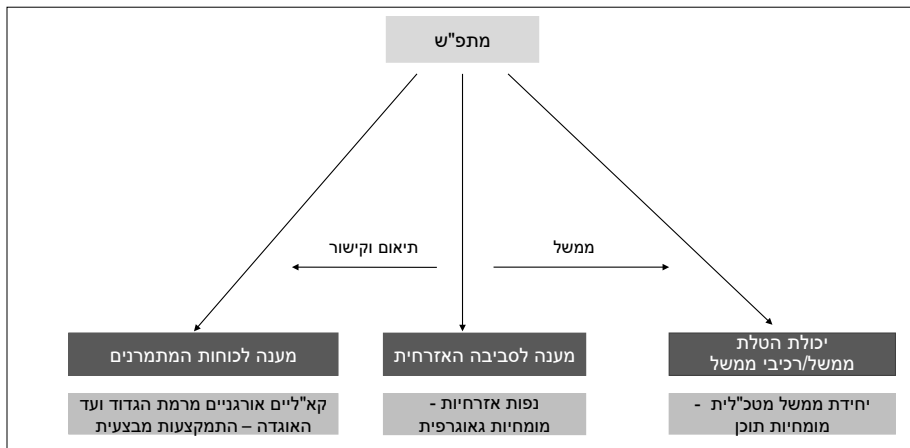 מתפ"ש
ממשל
תיאום וקישור
יכולת הטלת
ממשל/רכיבי ממשל
מענה לסביבה האזרחית
מענה לכוחות המתמרנים
יחידת ממשל מטכ"לית -
מומחיות תוכן
נפות אזרחיות -
מומחיות גאוגרפית
קא"ליים אורגניים מרמת הגדוד ועד
האוגדה – התמקצעות מבצעית